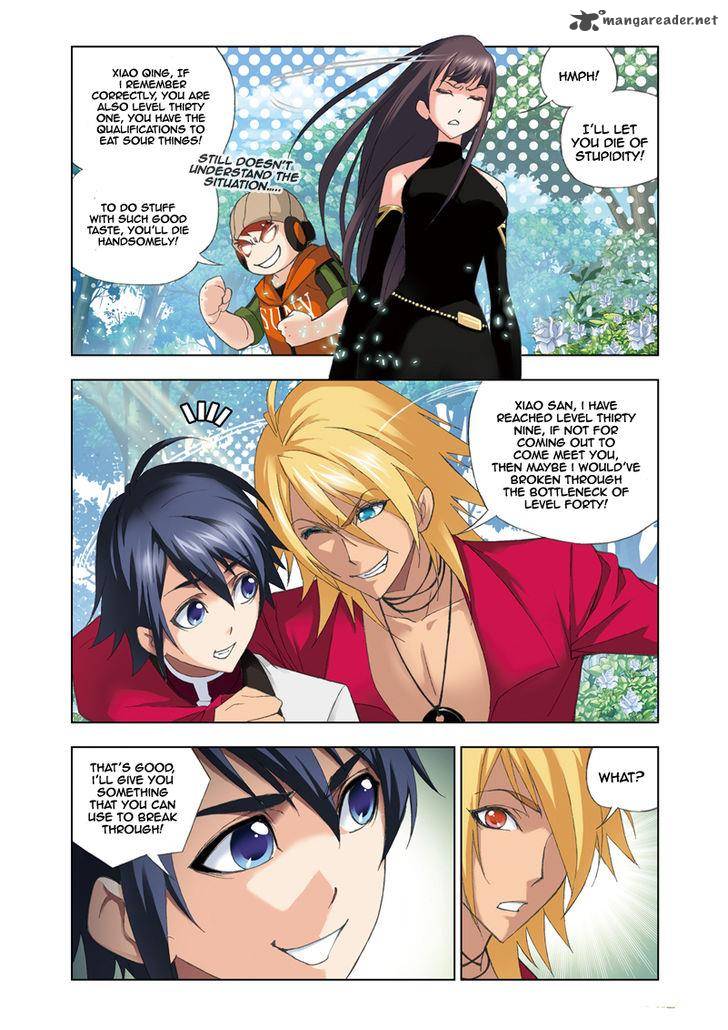 mangareader.net
XIAO QING, IF
I REMEMBER
CORRECTLY, YOU ARE
ALSO LEVEL THIRTY
ONE, YOU HAVE THE
QUALIFICATIONS TO
EAT SOUR THINGS!
TO DO STUFF
WITH SUCH GOOD
TASTE, YOU'LL DIE
HANDSOMELY!
STILL DOESN'T
UNDERSTAND THE
SITUATION.....
HMPH!
I'LL LET
YOU DIE OF
STUPIDITY!
XIAO SAN, I HAVE
REACHED LEVEL THIRTY
NINE, IF NOT FOR
COMING OUT TO
COME MEET YOU,
THEN MAYBE I WOULD'VE
BROKEN THROUGH
THE BOTTLENECK OF
LEVEL FORTY!
THAT'S GOOD,
I'LL GIVE YOU
SOMETHING
THAT YOU CAN
USE TO BREAK
THROUGH!
WHAT?